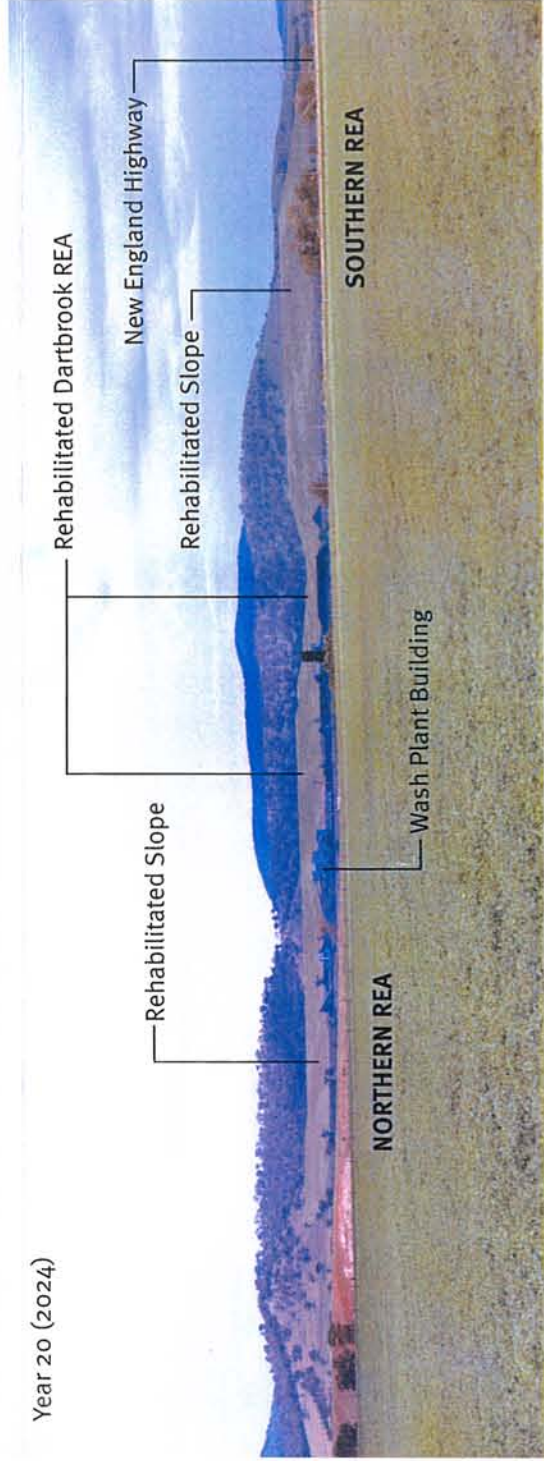 Year 20 (2024)
Rehabilitated Dartbrook REA
New England Highway
Rehabilitated Slope
Rehabilitated Slope
Wash Plant Building
NORTHERN REA
SOUTHERN REA